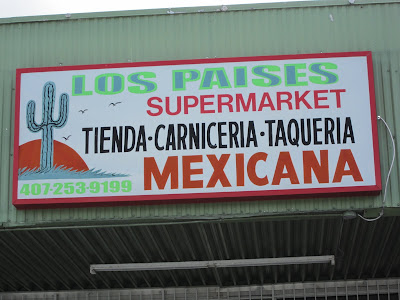 LOS PAISES
SUPERMARKET
TIENDA·CARNICERIA·TAQUERIA
MEXICANA
407-253-9199